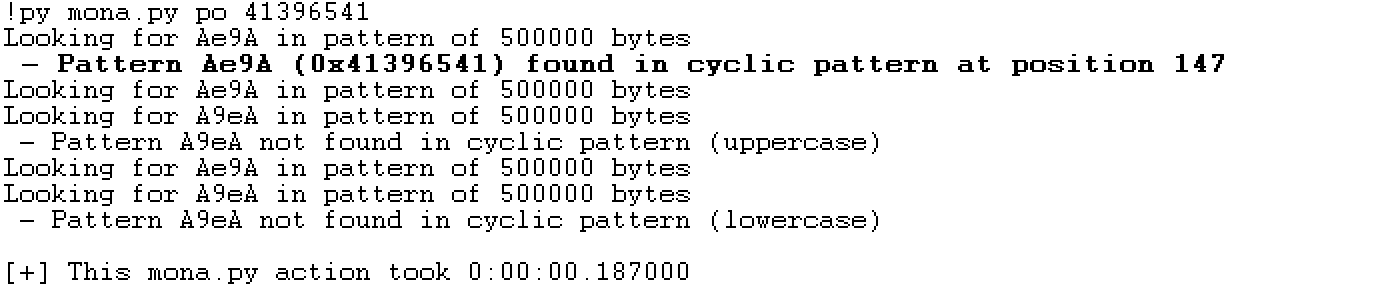 !py mona.py po 41396541
Looking for Ae9A in pattern of 500000 bytes
- Pattern Ae9A (0x41396541) found in cyclic pattern at position 147
Looking for Ae9A in pattern of 500000 bytes
Looking for A9eA in pattern of 500000 bytes
- Pattern A9eA not found in cyclic pattern (uppercase)
Looking for Ae9A in pattern of 500000 bytes
Looking for A9eA in pattern of 500000 bytes
- Pattern A9eA not found in cyclic pattern (lowercase)
[+] This mona.py action took 0:00:00.187000